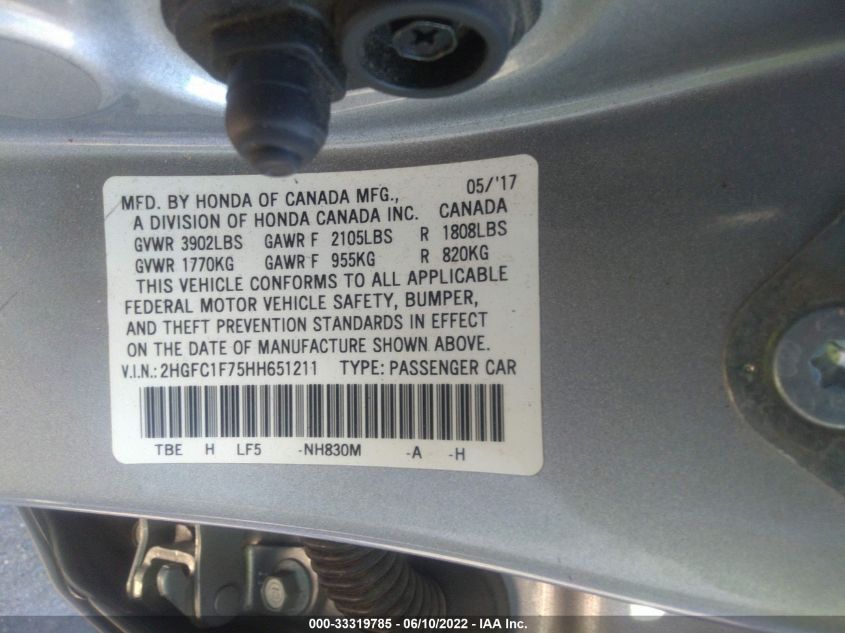 MFD. BY HONDA OF CANADA MFG., 05/'17
A DIVISION OF HONDA CANADA INC. CANADA
GVWR 3902LBS GAWR F 2105LBS R 1808LBS
GVWR 1770KG GAWR F 955KG R 820KG
THIS VEHICLE CONFORMS TO ALL APPLICABLE
FEDERAL MOTOR VEHICLE SAFETY, BUMPER,
AND THEFT PREVENTION STANDARDS IN EFFECT
ON THE DATE OF MANUFACTURE SHOWN ABOVE.
V.I.N.: 2HGFC1F75HH651211 TYPE: PASSENGER CAR
TBE H LF5 -NH830M -A -H
000-33319785 - 06/10/2022 - IAA Inc.